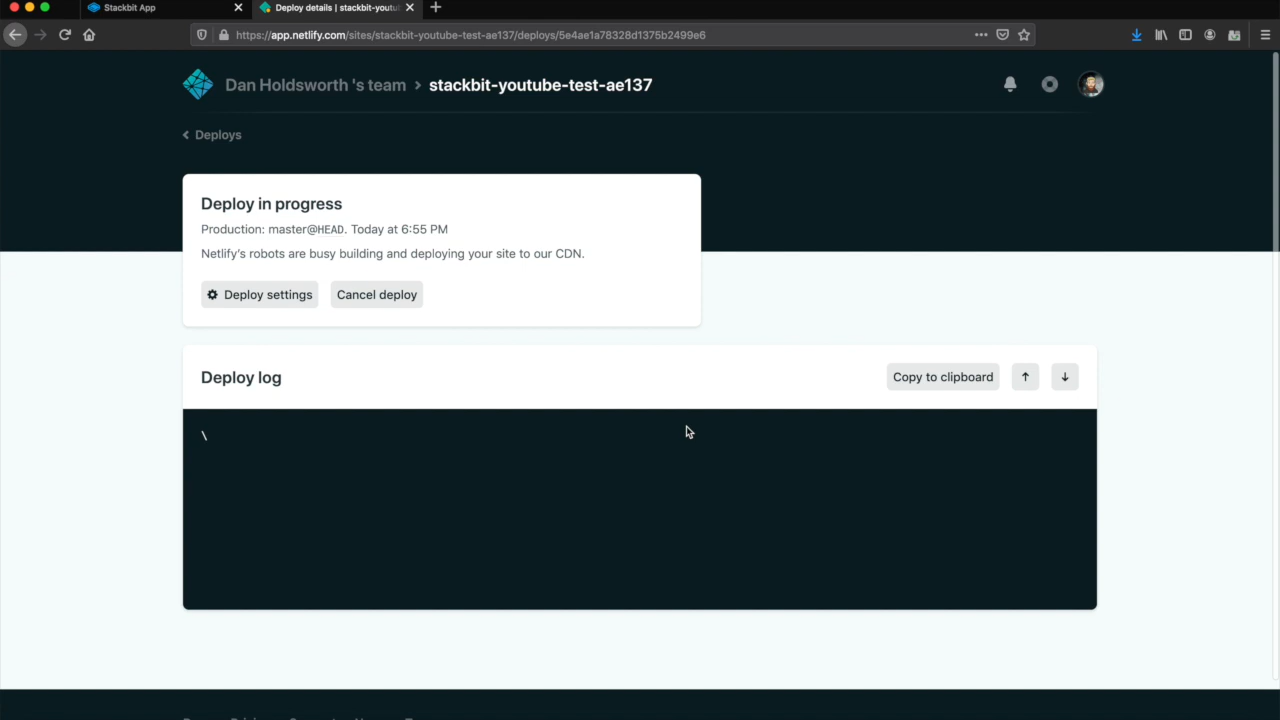 Stackbit App
Deploy details | stackbit-youtu
https://app.netlify.com/sites/stackbit-youtube-test-ae137/deploys/5e4ae1a78328d1375b2499e6
Dan Holdsworth 's team > stackbit-youtube-test-ae137
Deploys
Deploy in progress
Production: master@HEAD. Today at 6:55 PM
Netlify's robots are busy building and deploying your site to our CDN.
Deploy settings
Cancel deploy
Deploy log
Copy to clipboard
\